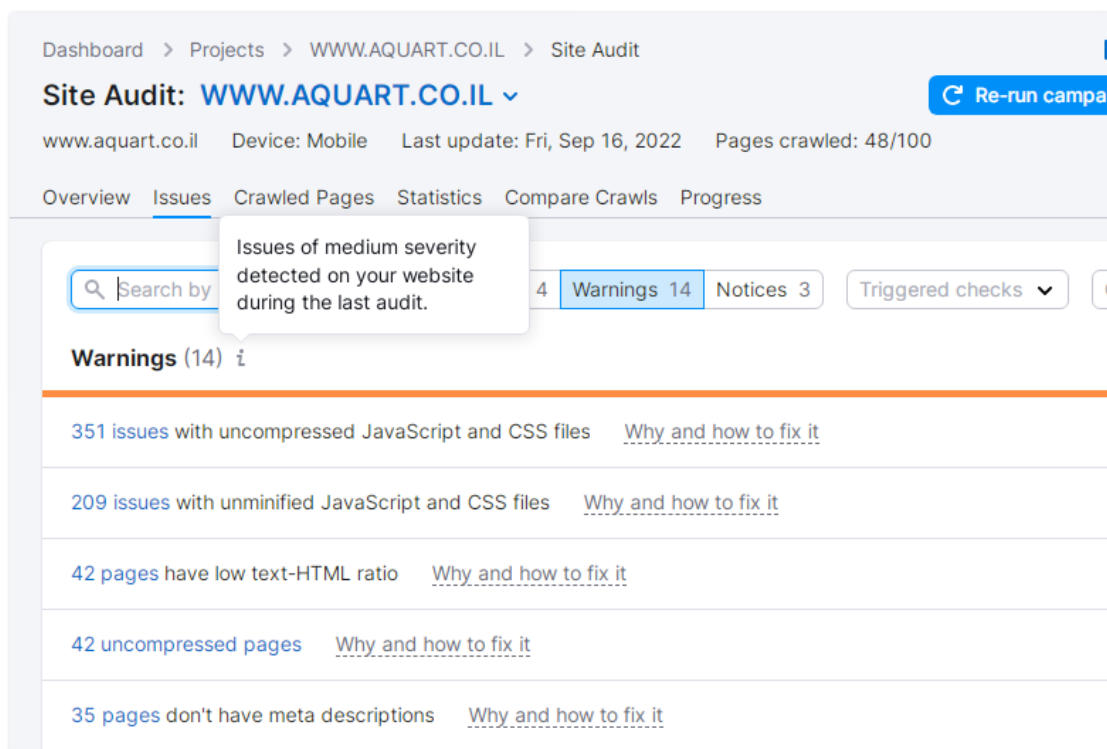 Dashboard > Projects > WWW.AQUART.CO.IL > Site Audit
Site Audit: WWW.AQUART.CO.IL
Re-run campa
www.aquart.co.il Device: Mobile Last update: Fri, Sep 16, 2022 Pages crawled: 48/100
Overview Issues Crawled Pages Statistics Compare Crawls Progress
Issues of medium severity
detected on your website
during the last audit.
Search by 4 Warnings 14 Notices 3 Triggered checks
Warnings (14) i
351 issues with uncompressed JavaScript and CSS files Why and how to fix it
209 issues with unminified JavaScript and CSS files Why and how to fix it
42 pages have low text-HTML ratio Why and how to fix it
42 uncompressed pages Why and how to fix it
35 pages don't have meta descriptions Why and how to fix it